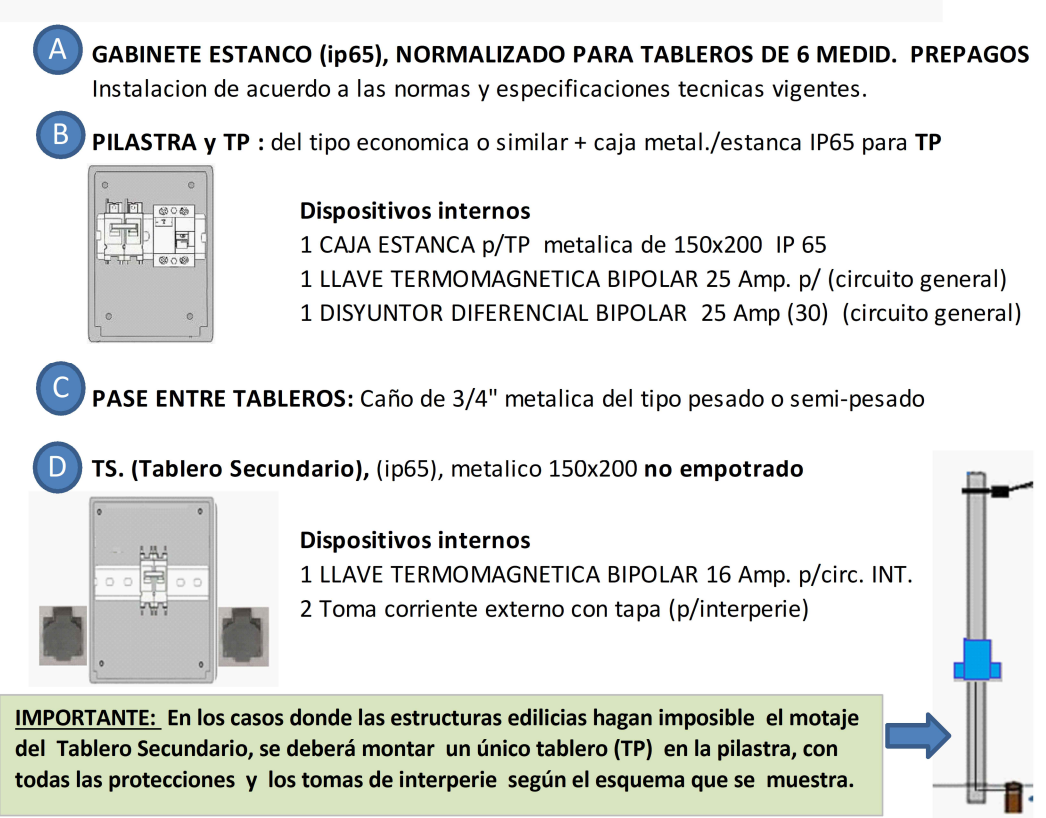 A
GABINETE ESTANCO (ip65), NORMALIZADO PARA TABLEROS DE 6 MEDID. PREPAGOS
Instalacion de acuerdo a las normas y especificaciones tecnicas vigentes.
B
PILASTRA y TP : del tipo economica o similar + caja metal./estanca IP65 para TP
Dispositivos internos
1 CAJA ESTANCA p/TP metalica de 150x200 IP 65
1 LLAVE TERMOMAGNETICA BIPOLAR 25 Amp. p/ (circuito general)
1 DISYUNTOR DIFERENCIAL BIPOLAR 25 Amp (30) (circuito general)
C
PASE ENTRE TABLEROS: Caño de 3/4" metalica del tipo pesado o semi-pesado
D
TS. (Tablero Secundario), (ip65), metalico 150x200 no empotrado
Dispositivos internos
1 LLAVE TERMOMAGNETICA BIPOLAR 16 Amp. p/circ. INT.
2 Toma corriente externo con tapa (p/interperie)
IMPORTANTE: En los casos donde las estructuras edilicias hagan imposible el motaje
del Tablero Secundario, se deberá montar un único tablero (TP) en la pilastra, con
todas las protecciones y los tomas de interperie según el esquema que se muestra.